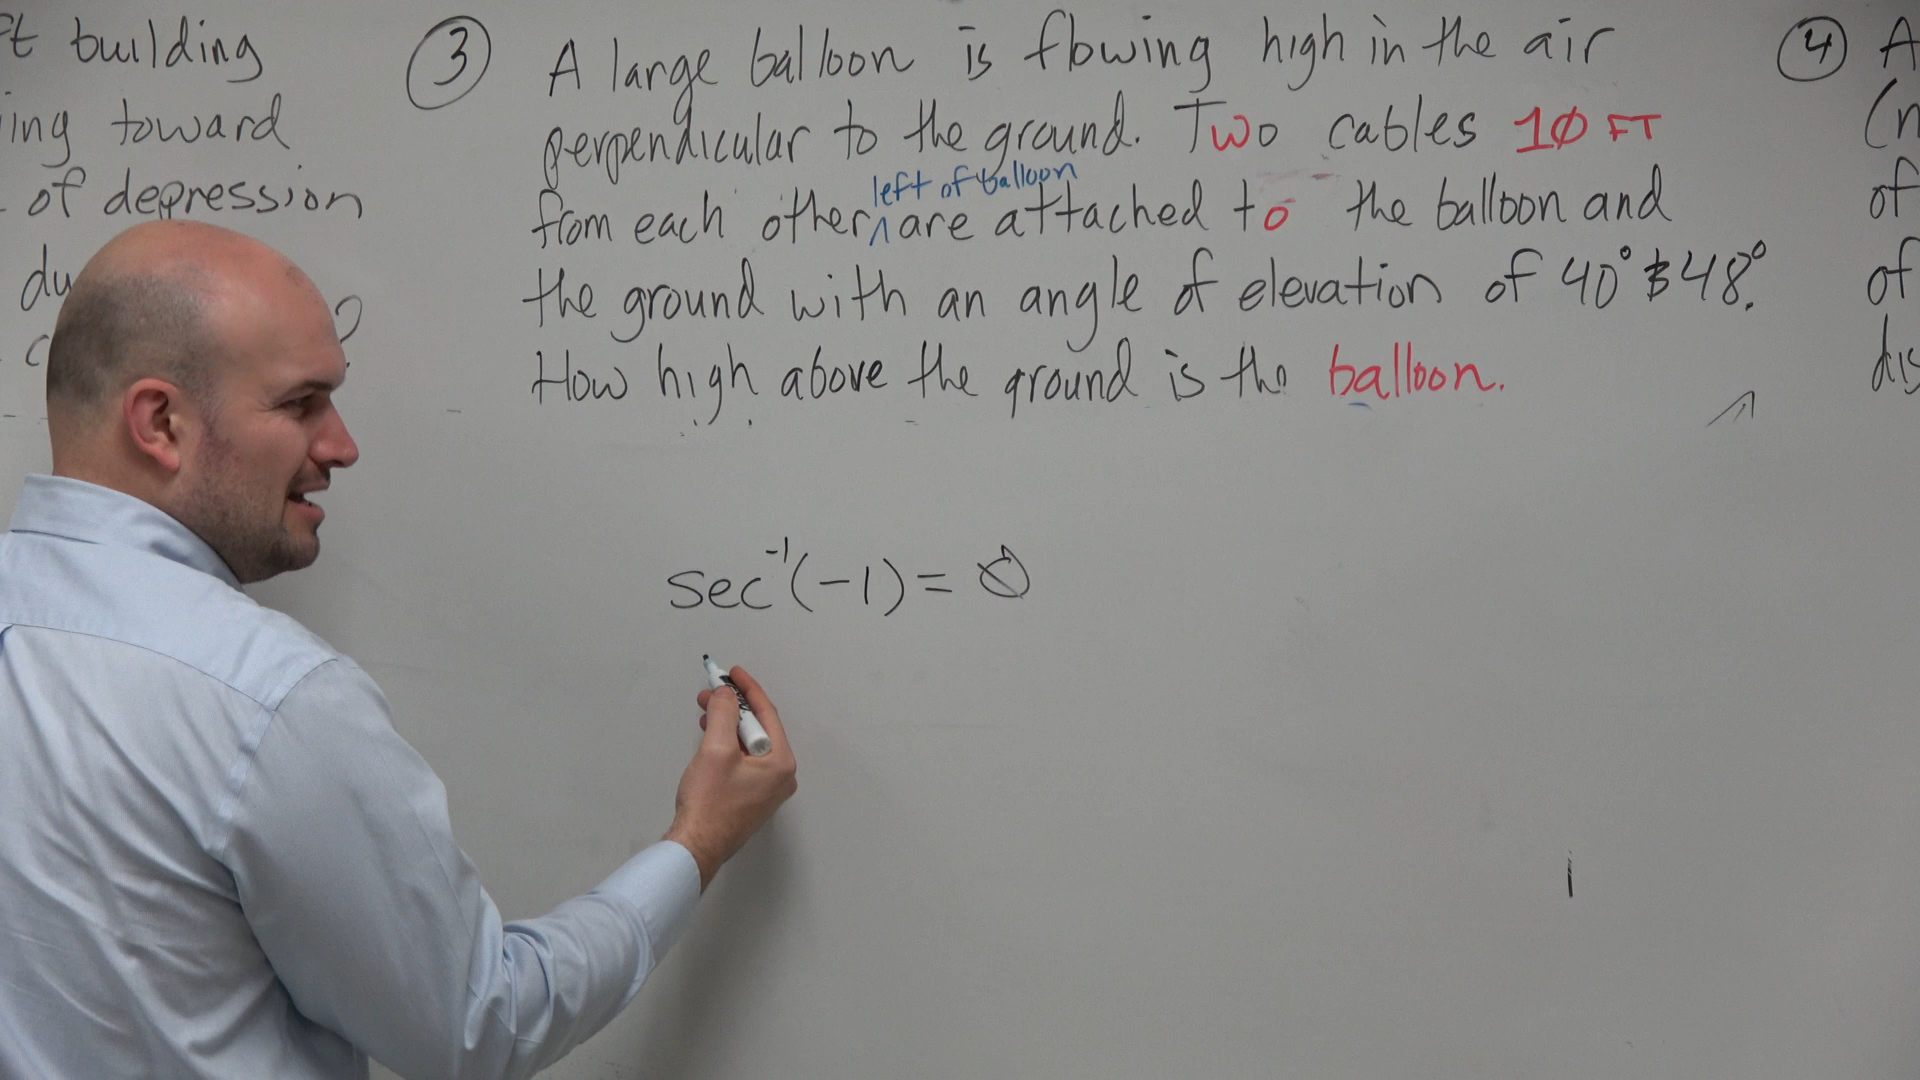 ft building
ing toward
of depression
du
?
c
③ A large balloon is flowing high in the air
perpendicular to the ground. Two cables 10 FT
left of balloon
from each other ^ are attached to the balloon and
the ground with an angle of elevation of 40° & 48°.
How high above the ground is the balloon.
sec⁻¹(-1) = θ
④ A
(n
of
of
dis